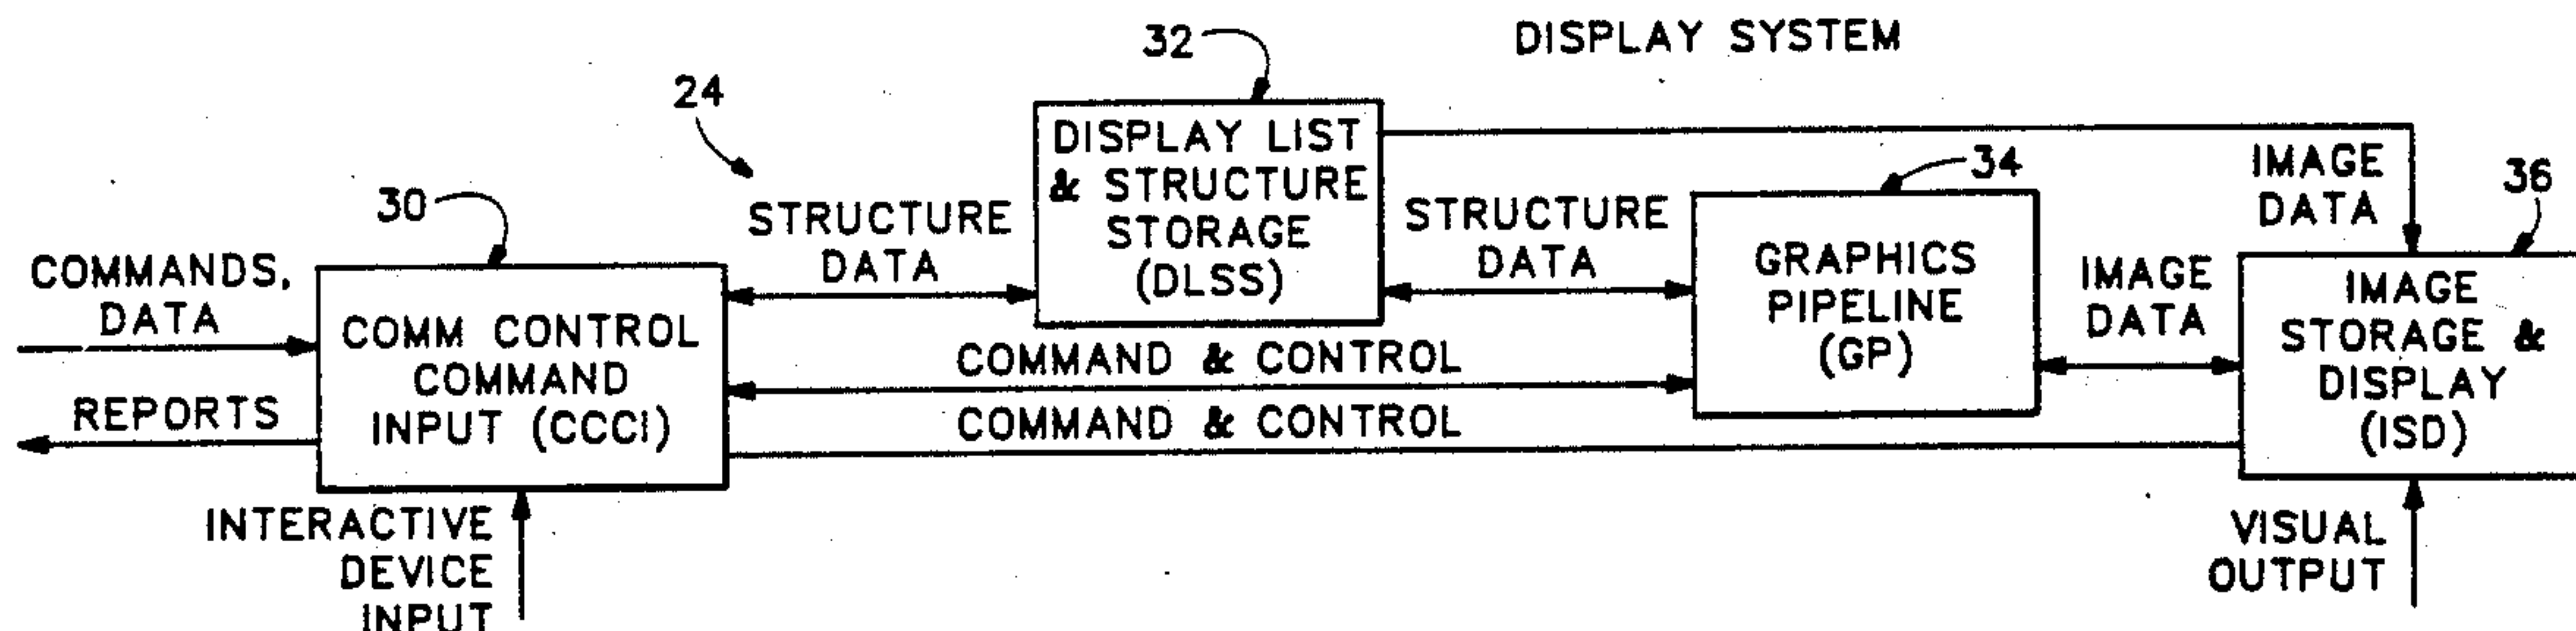 DISPLAY SYSTEM
32
24
DISPLAY LIST
& STRUCTURE
STORAGE
(DLSS)
IMAGE
DATA
34
36
30
STRUCTURE
DATA
STRUCTURE
DATA
COMMANDS,
DATA
REPORTS
COMM CONTROL
COMMAND
INPUT (CCCI)
GRAPHICS
PIPELINE
(GP)
IMAGE
DATA
IMAGE
STORAGE &
DISPLAY
(ISD)
COMMAND & CONTROL
COMMAND & CONTROL
INTERACTIVE
DEVICE
INPUT
VISUAL
OUTPUT